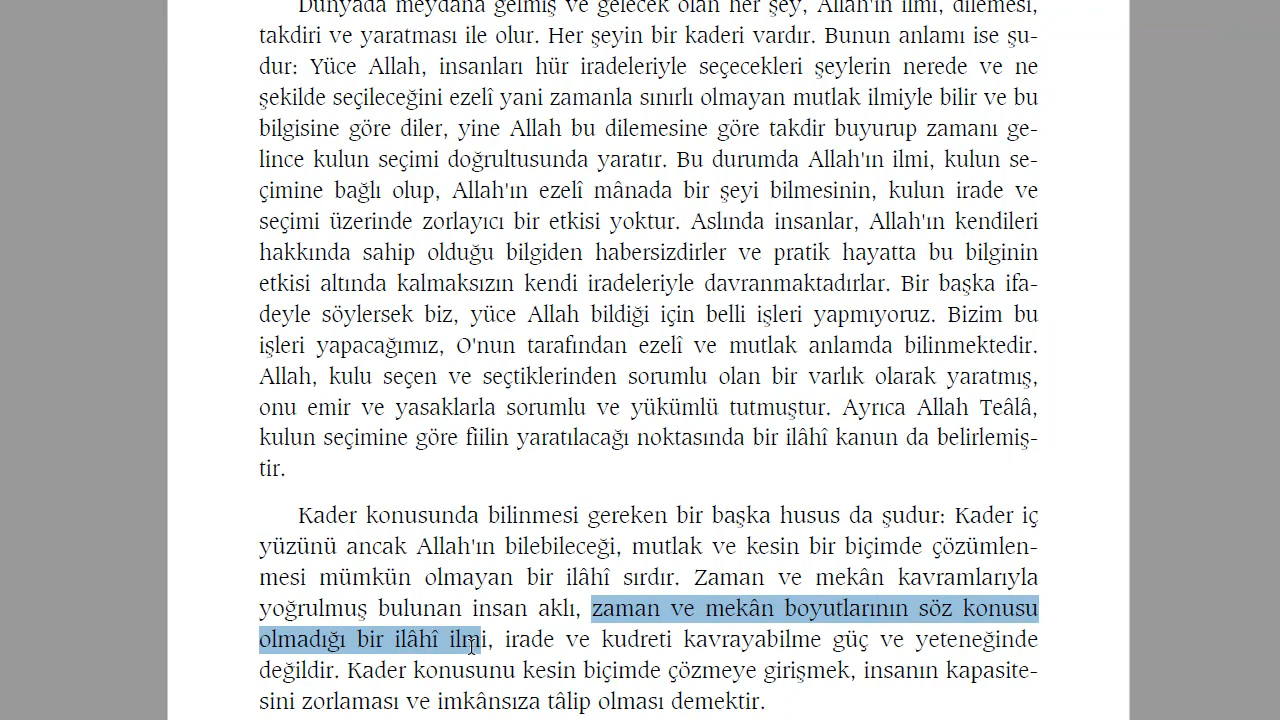 Dünyada meydana gelmiş ve gelecek olan her şey, Allah'ın ilmi, dilemesi,
takdiri ve yaratması ile olur. Her şeyin bir kaderi vardır. Bunun anlamı ise şu-
dur: Yüce Allah, insanları hür iradeleriyle seçecekleri şeylerin nerede ve ne
şekilde seçileceğini ezelî yani zamanla sınırlı olmayan mutlak ilmiyle bilir ve bu
bilgisine göre diler, yine Allah bu dilemesine göre takdir buyurup zamanı ge-
lince kulun seçimi doğrultusunda yaratır. Bu durumda Allah'ın ilmi, kulun se-
çimine bağlı olup, Allah'ın ezelî mânada bir şeyi bilmesinin, kulun irade ve
seçimi üzerinde zorlayıcı bir etkisi yoktur. Aslında insanlar, Allah'ın kendileri
hakkında sahip olduğu bilgiden habersizdirler ve pratik hayatta bu bilginin
etkisi altında kalmaksızın kendi iradeleriyle davranmaktadırlar. Bir başka ifa-
deyle söylersek biz, yüce Allah bildiği için belli işleri yapmıyoruz. Bizim bu
işleri yapacağımız, O'nun tarafından ezelî ve mutlak anlamda bilinmektedir.
Allah, kulu seçen ve seçtiklerinden sorumlu olan bir varlık olarak yaratmış,
onu emir ve yasaklarla sorumlu ve yükümlü tutmuştur. Ayrıca Allah Teâlâ,
kulun seçimine göre fiilin yaratılacağı noktasında bir ilâhî kanun da belirlemiş-
tir.
Kader konusunda bilinmesi gereken bir başka husus da şudur: Kader iç
yüzünü ancak Allah'ın bilebileceği, mutlak ve kesin bir biçimde çözümlen-
mesi mümkün olmayan bir ilâhî sırdır. Zaman ve mekân kavramlarıyla
yoğrulmuş bulunan insan aklı, zaman ve mekân boyutlarının söz konusu
olmadığı bir ilâhî ilmi, irade ve kudreti kavrayabilme güç ve yeteneğinde
değildir. Kader konusunu kesin biçimde çözmeye girişmek, insanın kapasite-
sini zorlaması ve imkânsıza tâlip olması demektir.